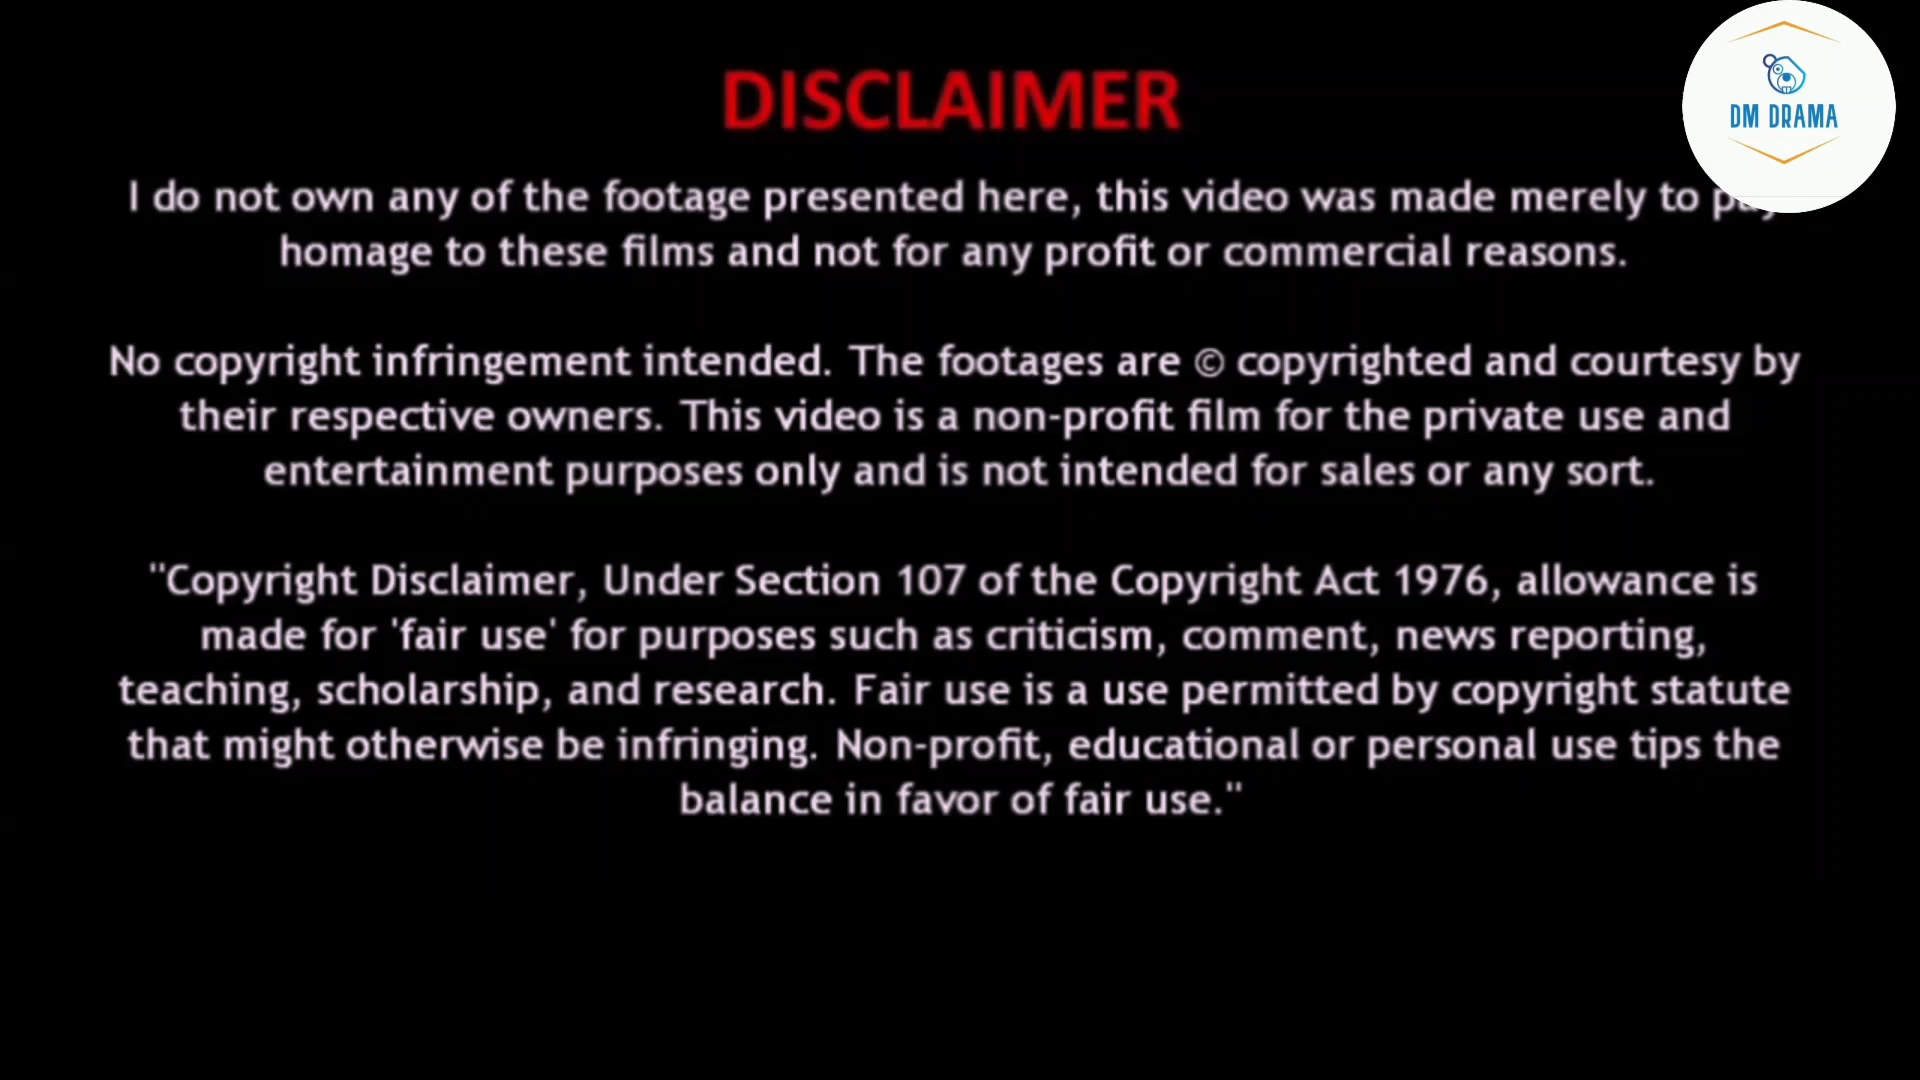 DISCLAIMER
DM DRAMA
I do not own any of the footage presented here, this video was made merely to
homage to these films and not for any profit or commercial reasons.
No copyright infringement intended. The footages are © copyrighted and courtesy by
their respective owners. This video is a non-profit film for the private use and
entertainment purposes only and is not intended for sales or any sort.
"Copyright Disclaimer, Under Section 107 of the Copyright Act 1976, allowance is
made for 'fair use' for purposes such as criticism, comment, news reporting,
teaching, scholarship, and research. Fair use is a use permitted by copyright statute
that might otherwise be infringing. Non-profit, educational or personal use tips the
balance in favor of fair use."